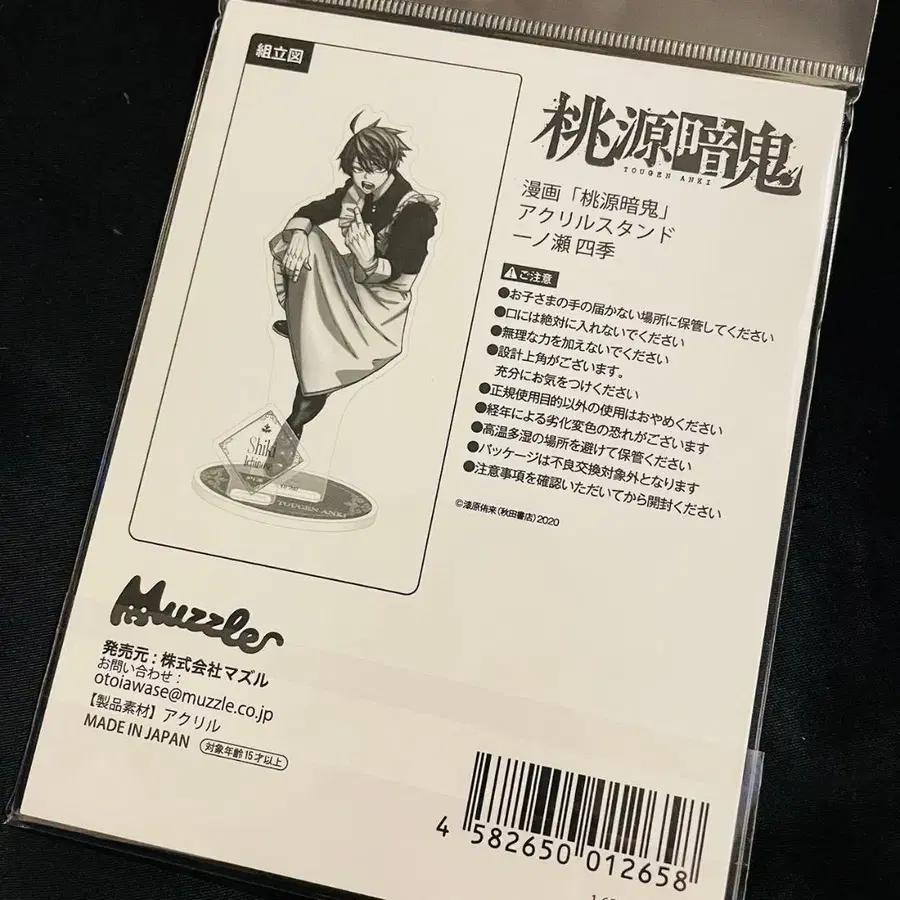 組立図
桃源暗鬼
TOUGEN ANKI
漫画「桃源暗鬼」
アクリルスタンド
一ノ瀬 四季
ご注意
●お子さまの手の届かない場所に保管してください
●口には絶対に入れないでください
●無理な力を加えないでください
●設計上角がございます。
充分にお気をつけください
●正規使用目的以外の使用はおやめください
●経年による劣化変色の恐れがございます
●高温多湿の場所を避けて保管ください
●パッケージは不良交換対象外となります
●注意事項を確認いただいてから開封ください
©漆原侑来(秋田書店)2020
Shiki
Ichinose
TOUGEN ANKI
Muzzle
発売元：株式会社マズル
お問い合わせ：
otoiawase@muzzle.co.jp
【製品素材】アクリル
MADE IN JAPAN
対象年齢15才以上
4 582650 012658